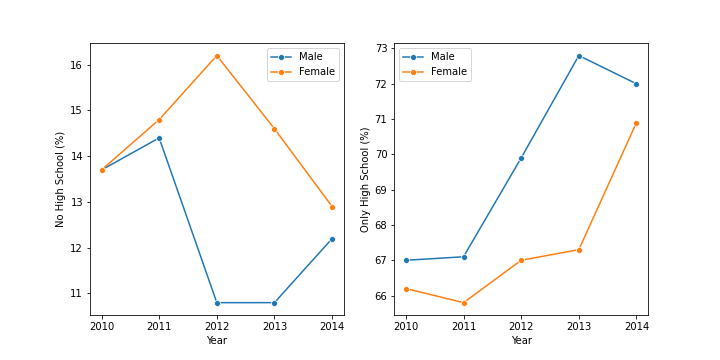 No High School (%)
16
15
14
13
12
11
Male
Female
2010 2011 2012 2013 2014
Year
Only High School (%)
73
72
71
70
69
68
67
66
Male
Female
2010 2011 2012 2013 2014
Year